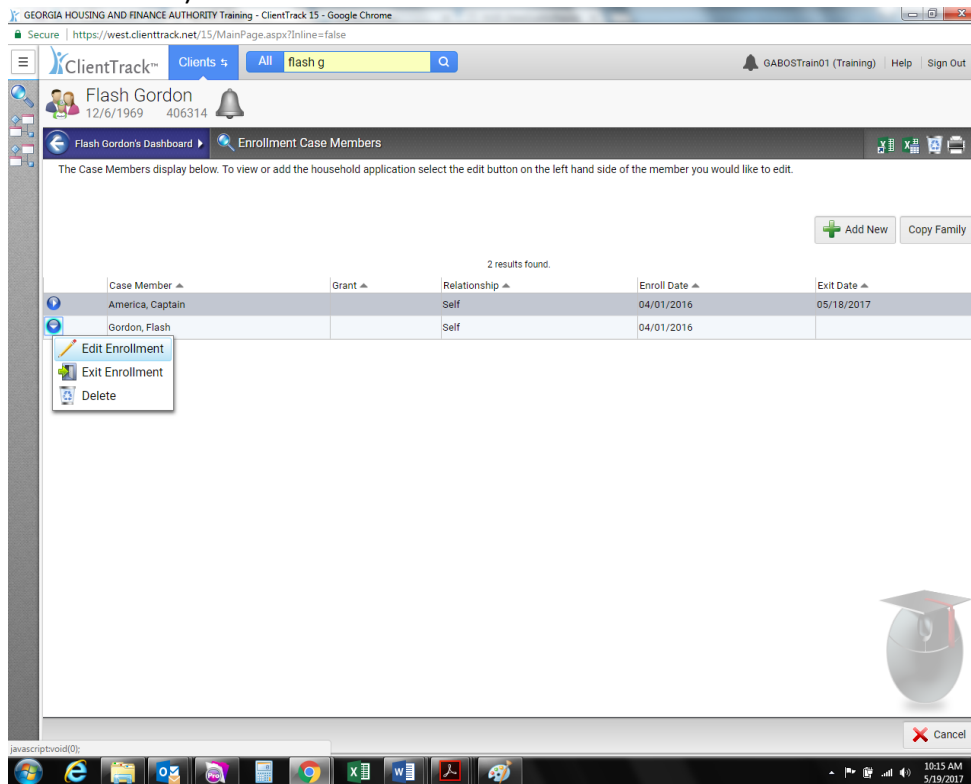 GEORGIA HOUSING AND FINANCE AUTHORITY Training - ClientTrack 15 - Google Chrome
Secure | https://west.clienttrack.net/15/MainPage.aspx?Inline=false
ClientTrack™ Clients All flash g GABOSTrain01 (Training) Help Sign Out
Flash Gordon
12/6/1969 406314
Flash Gordon's Dashboard Enrollment Case Members
The Case Members display below. To view or add the household application select the edit button on the left hand side of the member you would like to edit.
Add New Copy Family
2 results found.
Case Member Grant Relationship Enroll Date Exit Date
America, Captain Self 04/01/2016 05/18/2017
Gordon, Flash Self 04/01/2016
Edit Enrollment
Exit Enrollment
Delete
Cancel
javascript:void(0);
10:15 AM
5/19/2017